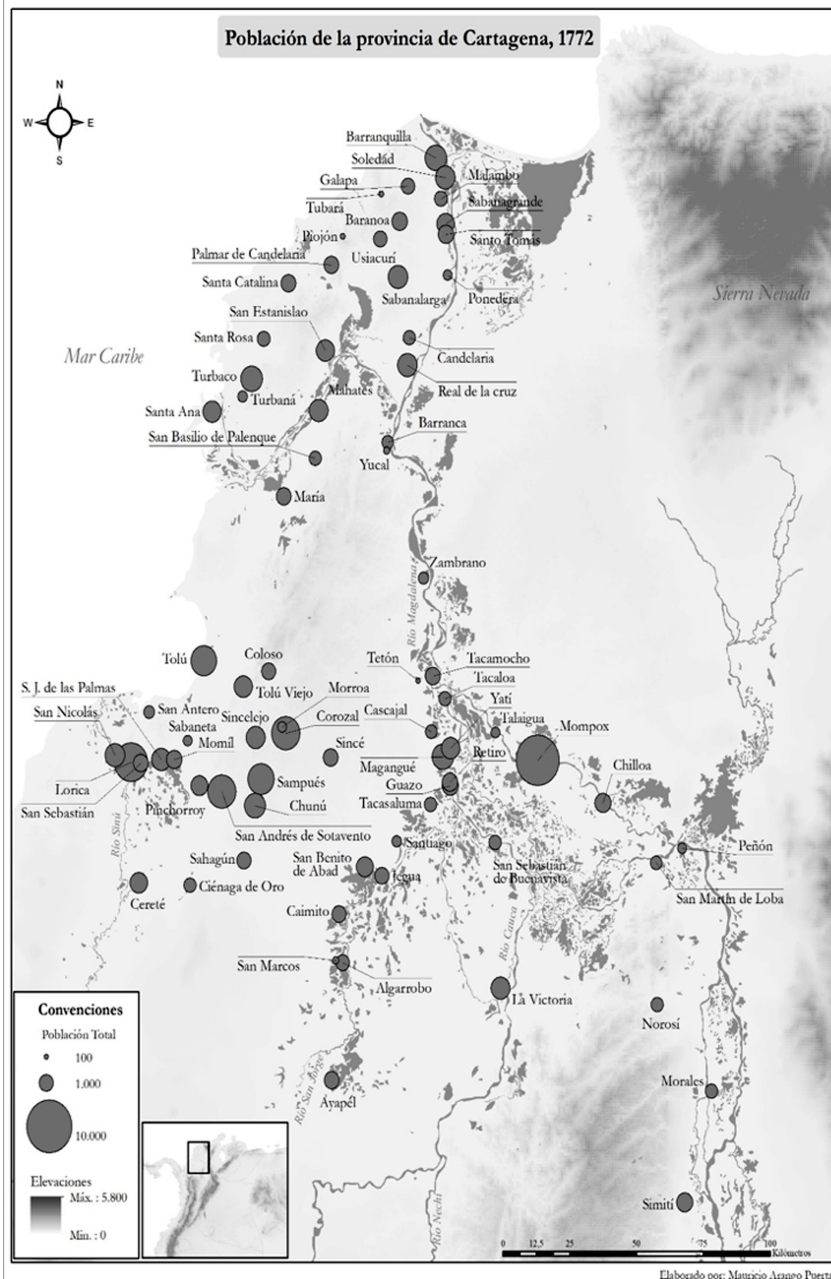 Población de la provincia de Cartagena, 1772
N
W E
S
Barranquilla
Soledád
Galapa
Malambo
Tubará
Sabanagrande
Baranoa
Piojón
Santo Tomás
Usiacurí
Palmar de Candelaria
Santa Catalina
Sabanalarga
Ponedera
Sierra Nevada
San Estanislao
Santa Rosa
Mar Caribe
Candelaria
Turbaco
Mahates
Real de la cruz
Turbaná
Santa Ana
Barranca
San Basilio de Palenque
Yucal
María
Zambrano
Río Magdalena
Tolú
Coloso
Tetón
Tacamocho
S. J. de las Palmas
Tolú Viejo
Tacaloa
San Antero
Morroa
Yatí
San Nicolás
Sincelejo
Corozal
Cascajal
Talaigua
Sabaneta
Mompox
Momíl
Sincé
Retiro
Lorica
Magangué
Chilloa
San Sebastián
Sampués
Guazo
Pinchorroy
Chunú
Tacasaluma
San Andrés de Sotavento
Río Sinú
Santiago
Peñón
Sahagún
San Benito
de Abad
San Sebastián
de Buenavista
Jegua
Cereté
Ciénaga de Oro
San Martín de Loba
Caimito
Río Cauca
San Marcos
Algarrobo
La Victoria
Norosí
Río San Jorge
Ayapél
Morales
Simití
Río Nechí
Convenciones
Población Total
100
1.000
10.000
Elevaciones
Máx. : 5.800
Min. : 0
0 12,5 25 50 75 100
Kilómetros
Elaborado por: Mauricio Arango Puerta